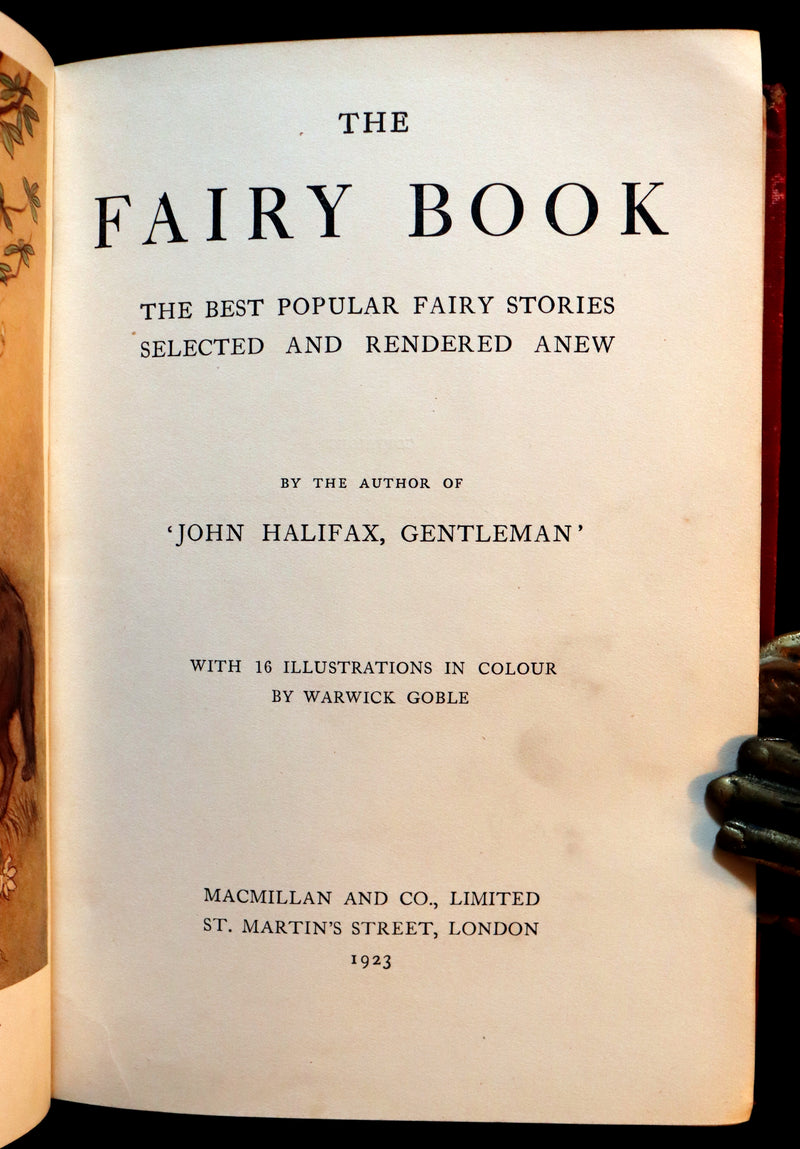 THE
FAIRY BOOK
THE BEST POPULAR FAIRY STORIES
SELECTED AND RENDERED ANEW
BY THE AUTHOR OF
‘JOHN HALIFAX, GENTLEMAN’
WITH 16 ILLUSTRATIONS IN COLOUR
BY WARWICK GOBLE
MACMILLAN AND CO., LIMITED
ST. MARTIN’S STREET, LONDON
1923